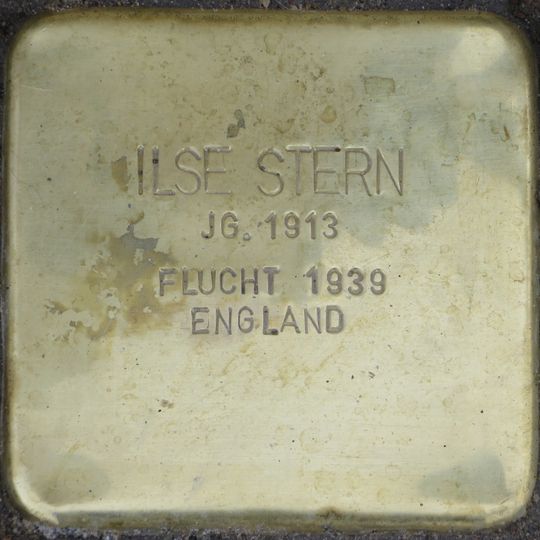 ILSE STERN
JG. 1913
FLUCHT 1939
ENGLAND